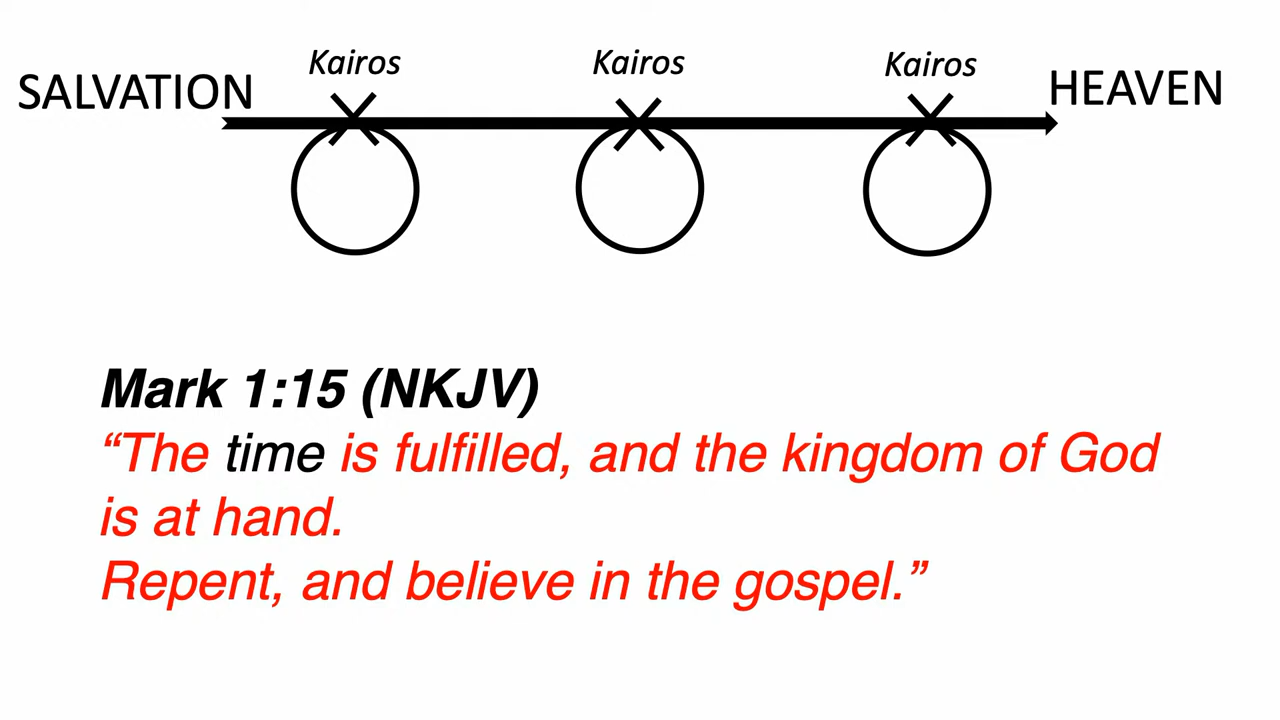 Kairos Kairos Kairos
SALVATION HEAVEN
Mark 1:15 (NKJV)
“The time is fulfilled, and the kingdom of God
is at hand.
Repent, and believe in the gospel.”